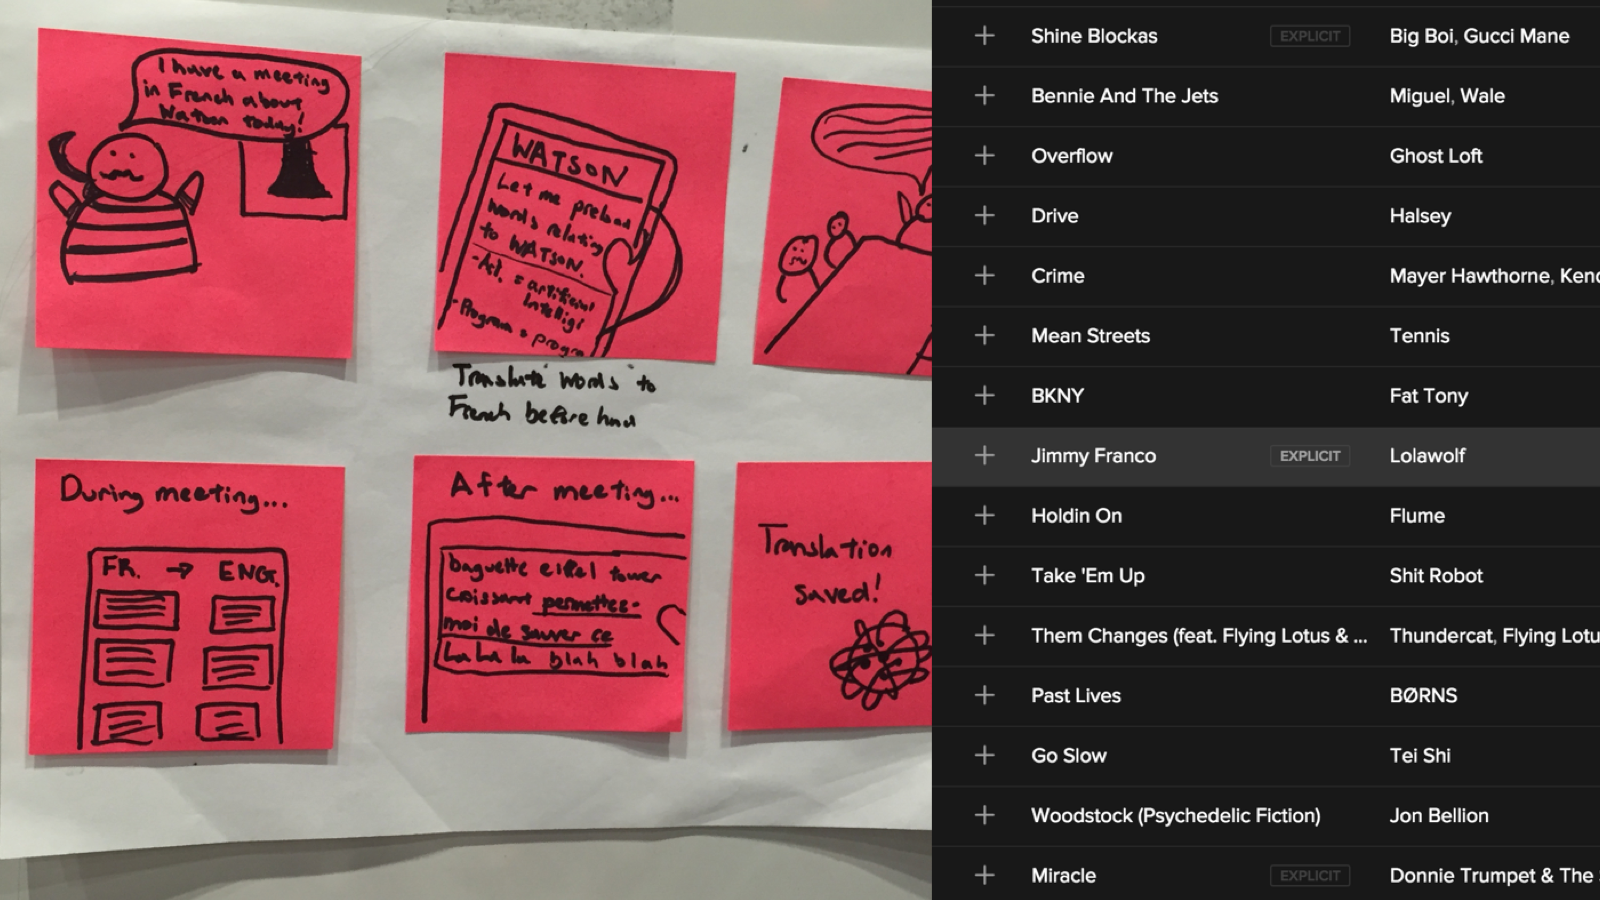 I have a meeting
in French about
Watson today!
WATSON
Let me preload
words relating
to WATSON.
- A.I. = artificial
Intelligi
- Program = progra
Translate words to
French before hand
During meeting...
FR. → ENG.
After meeting...
baguette eiffel tower
croissant permettes-
moi de sauver ce
La La la blah blah
Translation
saved!
Shine Blockas EXPLICIT Big Boi, Gucci Mane
Bennie And The Jets Miguel, Wale
Overflow Ghost Loft
Drive Halsey
Crime Mayer Hawthorne, Kend
Mean Streets Tennis
BKNY Fat Tony
Jimmy Franco EXPLICIT Lolawolf
Holdin On Flume
Take 'Em Up Shit Robot
Them Changes (feat. Flying Lotus & ... Thundercat, Flying Lotu
Past Lives BØRNS
Go Slow Tei Shi
Woodstock (Psychedelic Fiction) Jon Bellion
Miracle EXPLICIT Donnie Trumpet & The